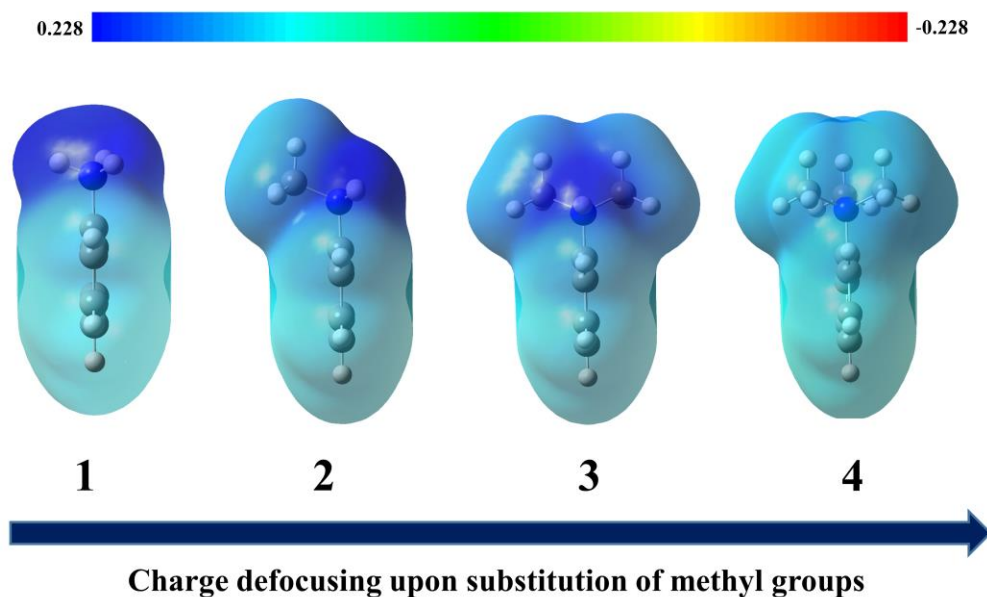 0.228 -0.228
1 2 3 4
Charge defocusing upon substitution of methyl groups